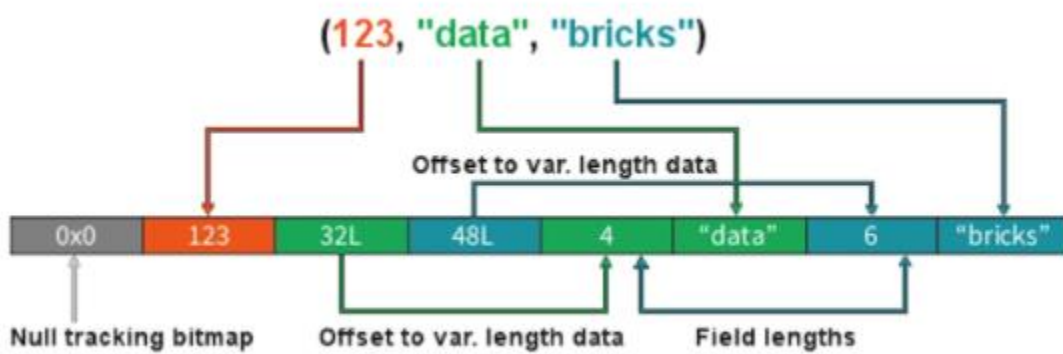 (123, "data", "bricks")
Offset to var. length data
0x0 123 32L 48L 4 “data” 6 “bricks”
Null tracking bitmap Offset to var. length data Field lengths